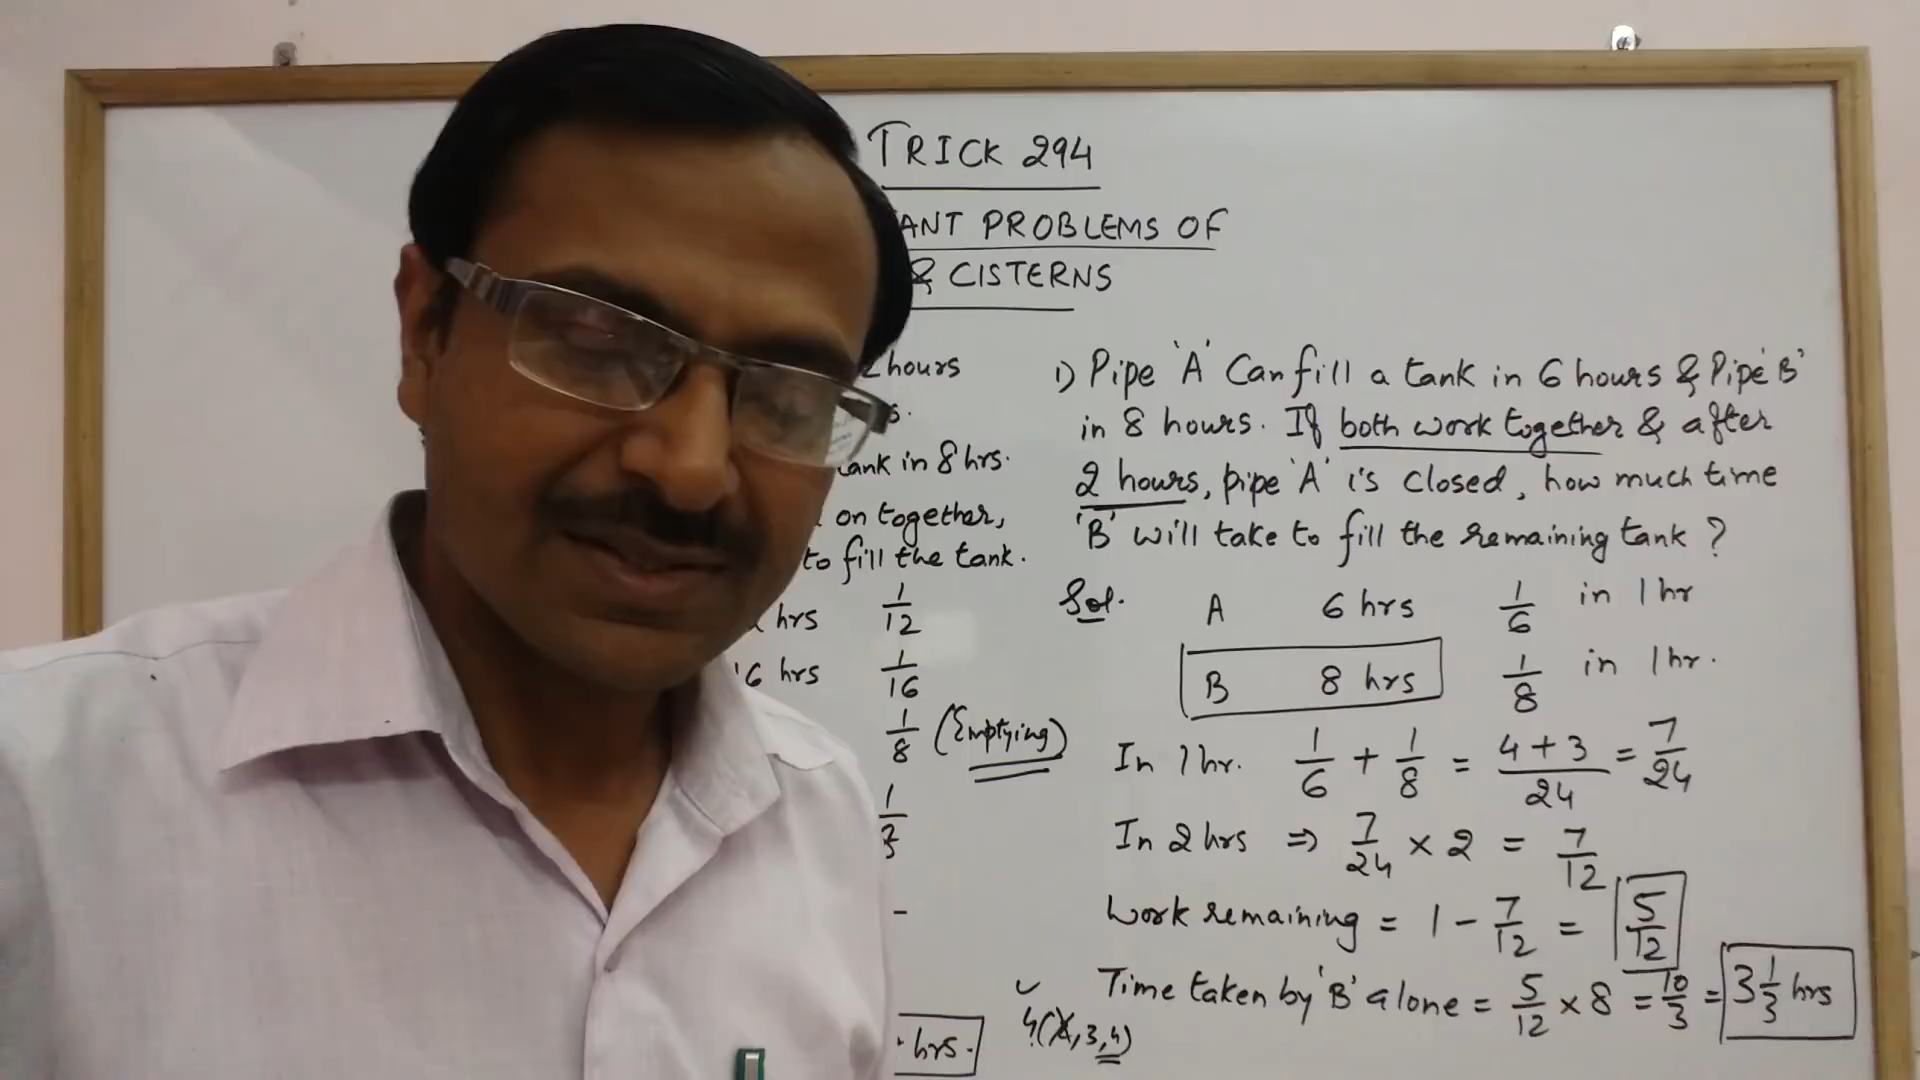 TRICK 294
ANT PROBLEMS OF
& CISTERNS
hours
tank in 8 hrs.
on together,
to fill the tank.
hrs 1/12
16 hrs 1/16
1/8 (Emptying)
hrs.
1) Pipe 'A' Can fill a tank in 6 hours & Pipe 'B'
in 8 hours. If both work together & after
2 hours, pipe 'A' is closed, how much time
'B' will take to fill the remaining tank ?
Sol. A 6 hrs 1/6 in 1 hr
B 8 hrs 1/8 in 1 hr.
In 1 hr. 1/6 + 1/8 = 4 + 3/24 = 7/24
In 2 hrs ⇒ 7/24 × 2 = 7/12
Work remaining = 1 - 7/12 = 5/12
Time taken by 'B' alone = 5/12 × 8 = 10/3 = 3 1/3 hrs